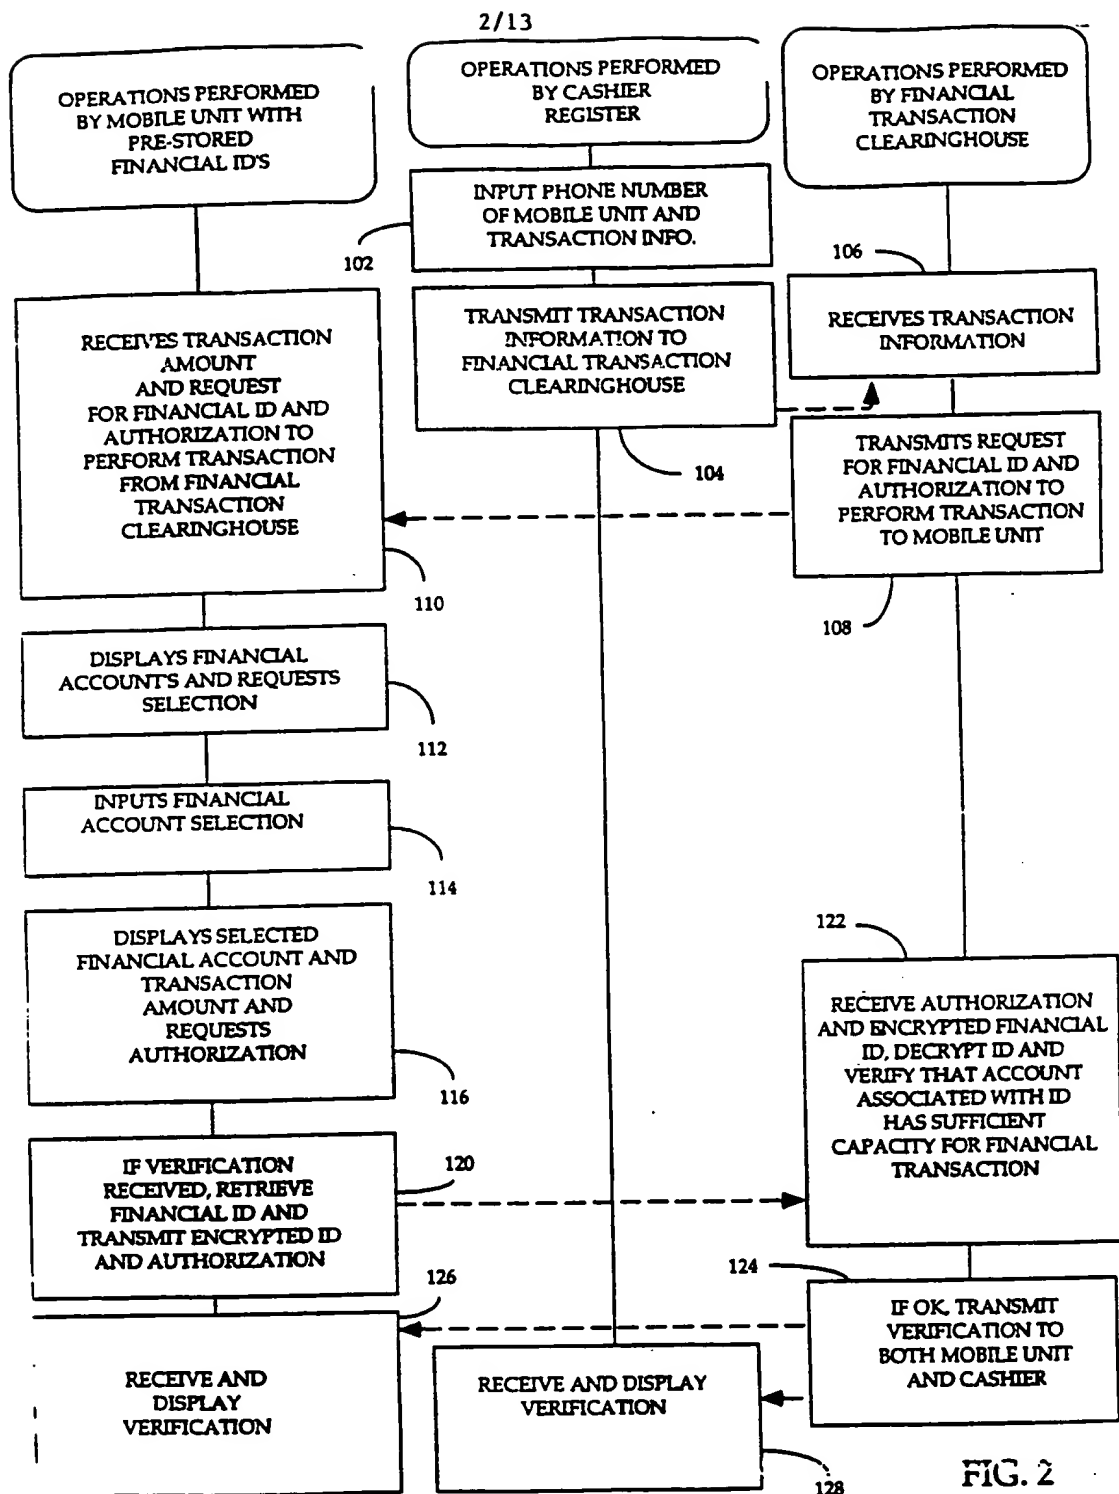 2/13
OPERATIONS PERFORMED
BY MOBILE UNIT WITH
PRE-STORED
FINANCIAL ID'S
OPERATIONS PERFORMED
BY CASHIER
REGISTER
OPERATIONS PERFORMED
BY FINANCIAL
TRANSACTION
CLEARINGHOUSE
INPUT PHONE NUMBER
OF MOBILE UNIT AND
TRANSACTION INFO.
102
106
RECEIVES TRANSACTION
AMOUNT
AND REQUEST
FOR FINANCIAL ID AND
AUTHORIZATION TO
PERFORM TRANSACTION
FROM FINANCIAL
TRANSACTION
CLEARINGHOUSE
110
TRANSMIT TRANSACTION
INFORMATION TO
FINANCIAL TRANSACTION
CLEARINGHOUSE
104
RECEIVES TRANSACTION
INFORMATION
TRANSMITS REQUEST
FOR FINANCIAL ID AND
AUTHORIZATION TO
PERFORM TRANSACTION
TO MOBILE UNIT
108
DISPLAYS FINANCIAL
ACCOUNTS AND REQUESTS
SELECTION
112
INPUTS FINANCIAL
ACCOUNT SELECTION
114
DISPLAYS SELECTED
FINANCIAL ACCOUNT AND
TRANSACTION
AMOUNT AND
REQUESTS
AUTHORIZATION
116
122
RECEIVE AUTHORIZATION
AND ENCRYPTED FINANCIAL
ID, DECRYPT ID AND
VERIFY THAT ACCOUNT
ASSOCIATED WITH ID
HAS SUFFICIENT
CAPACITY FOR FINANCIAL
TRANSACTION
IF VERIFICATION
RECEIVED, RETRIEVE
FINANCIAL ID AND
TRANSMIT ENCRYPTED ID
AND AUTHORIZATION
120
124
IF OK, TRANSMIT
VERIFICATION TO
BOTH MOBILE UNIT
AND CASHIER
126
RECEIVE AND
DISPLAY
VERIFICATION
RECEIVE AND DISPLAY
VERIFICATION
128
FIG. 2